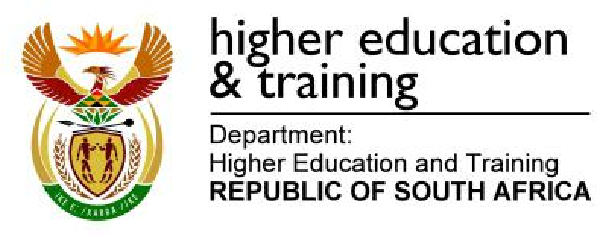 higher education
& training
Department:
Higher Education and Training
REPUBLIC OF SOUTH AFRICA